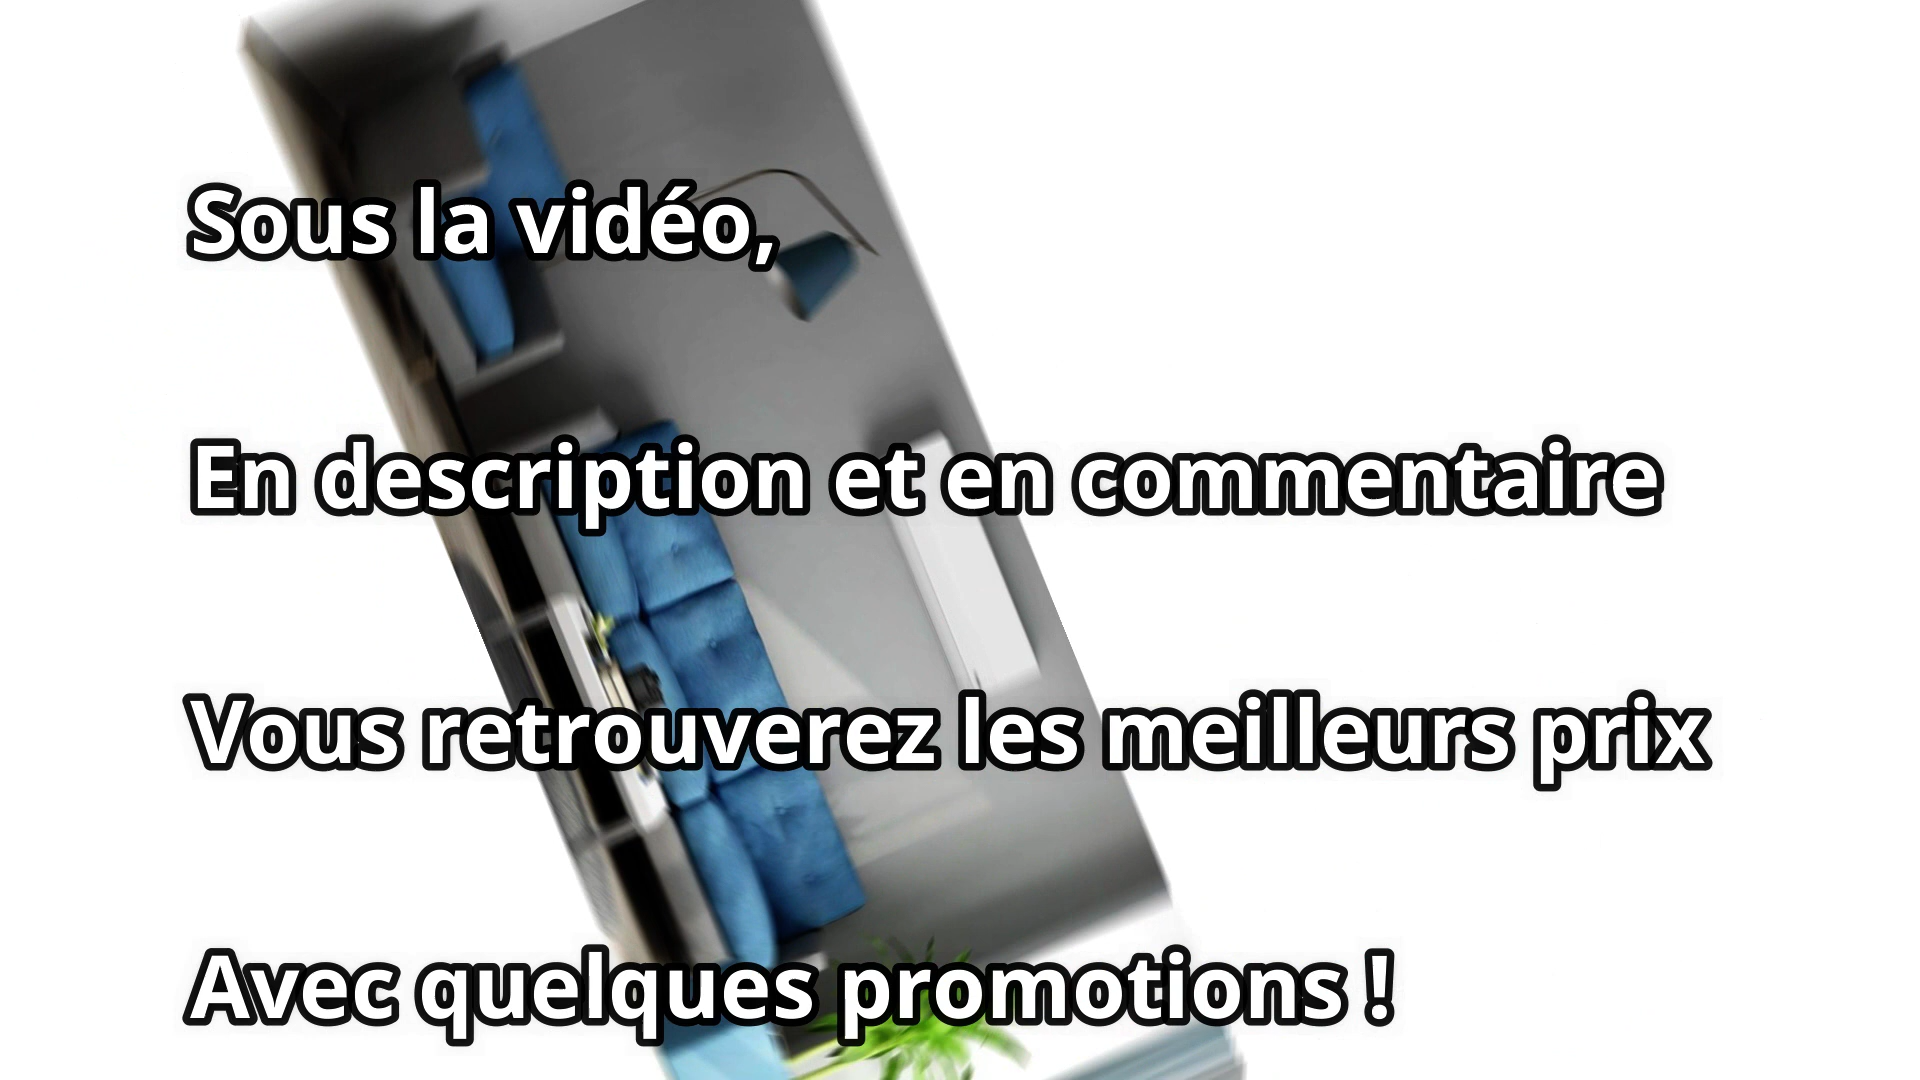 Sous la vidéo,
En description et en commentaire
Vous retrouverez les meilleurs prix
Avec quelques promotions !